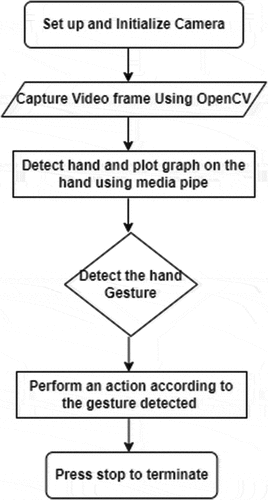 Set up and Initialize Camera
Capture Video frame Using OpenCV
Detect hand and plot graph on the
hand using media pipe
Detect the hand
Gesture
Perform an action according to
the gesture detected
Press stop to terminate